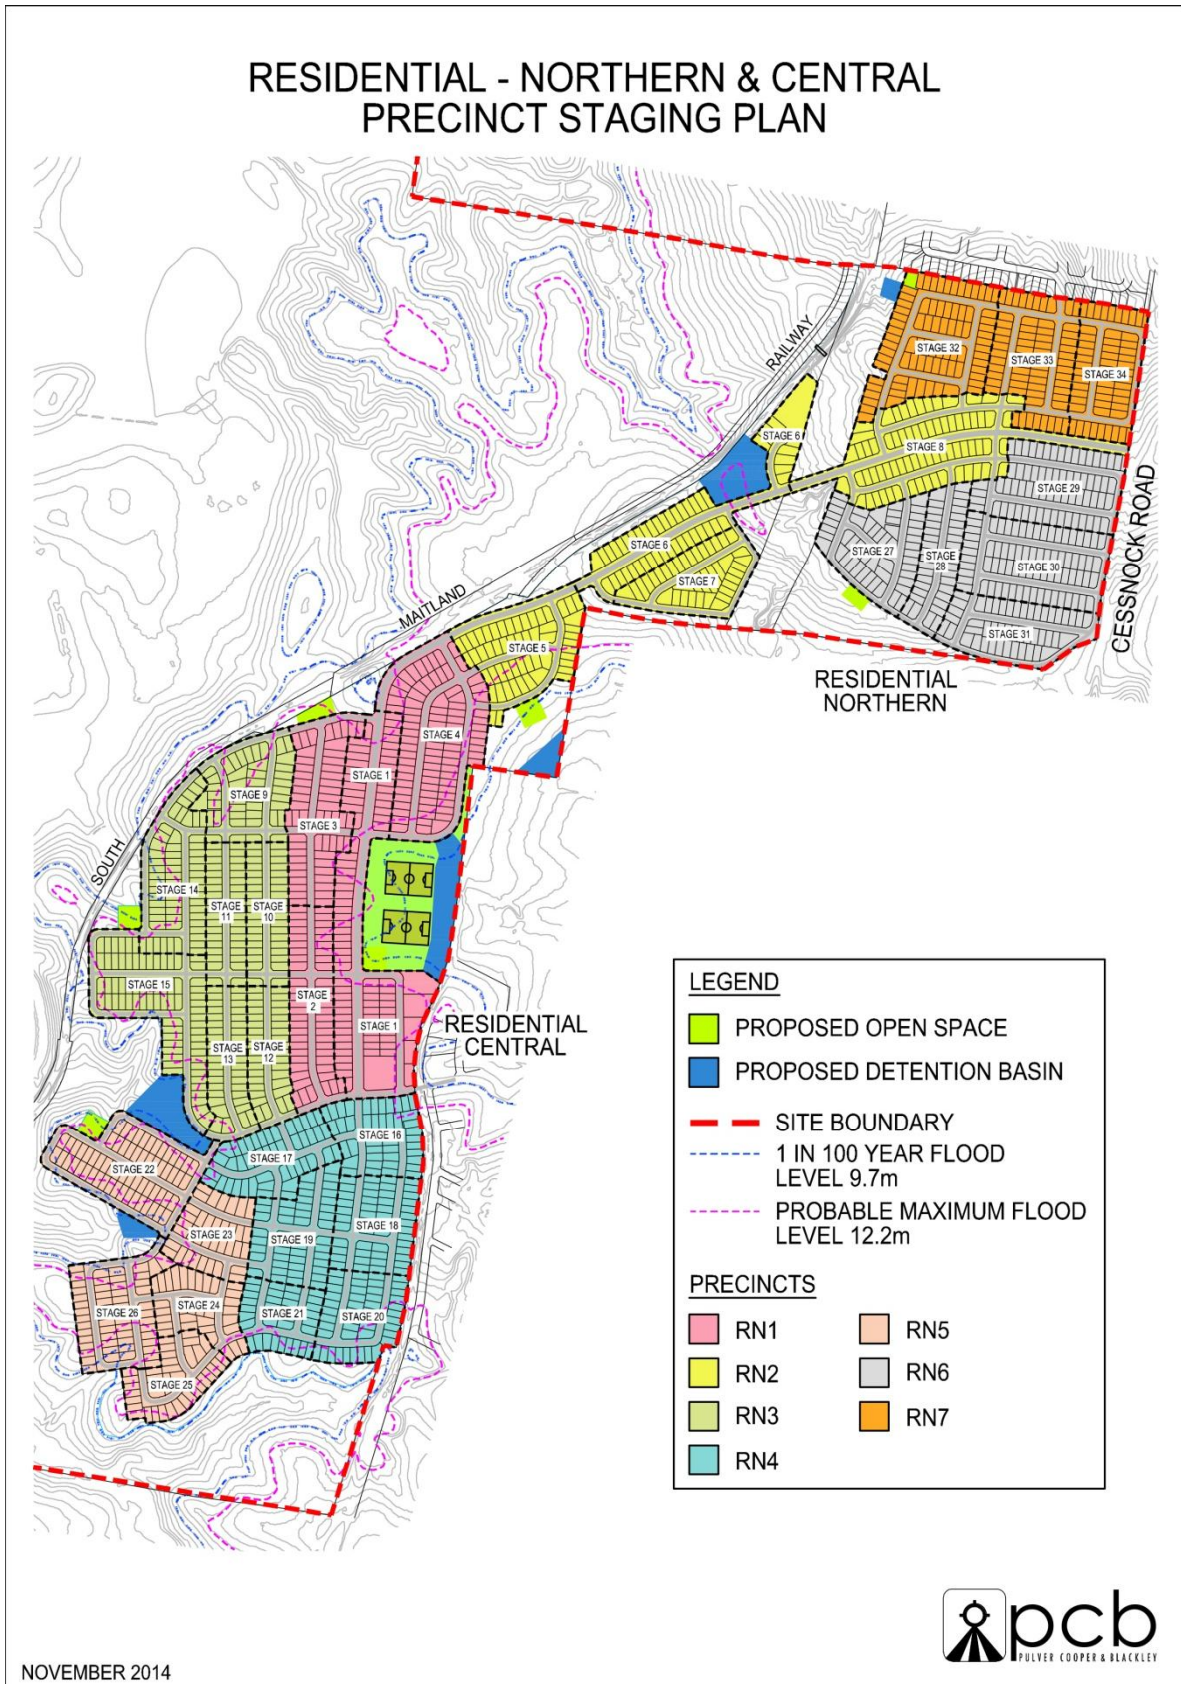 RESIDENTIAL - NORTHERN & CENTRAL
PRECINCT STAGING PLAN
RAILWAY
STAGE 32
STAGE 33
STAGE 34
STAGE 6
STAGE 8
STAGE 29
CESSNOCK ROAD
STAGE 6
STAGE 27
STAGE
28
STAGE 30
STAGE 7
STAGE 31
MAITLAND
STAGE 5
RESIDENTIAL
NORTHERN
STAGE 4
STAGE 1
STAGE 9
STAGE 3
SOUTH
STAGE 14
STAGE
11
STAGE
10
STAGE 15
STAGE
2
STAGE 1
RESIDENTIAL
CENTRAL
STAGE
13
STAGE
12
STAGE 16
STAGE 17
STAGE 22
STAGE 23
STAGE 19
STAGE 18
STAGE 26
STAGE 24
STAGE 21
STAGE 20
STAGE 25
LEGEND
PROPOSED OPEN SPACE
PROPOSED DETENTION BASIN
SITE BOUNDARY
1 IN 100 YEAR FLOOD
LEVEL 9.7m
PROBABLE MAXIMUM FLOOD
LEVEL 12.2m
PRECINCTS
RN1
RN5
RN2
RN6
RN3
RN7
RN4
pcb
PULVER COOPER & BLACKLEY
NOVEMBER 2014